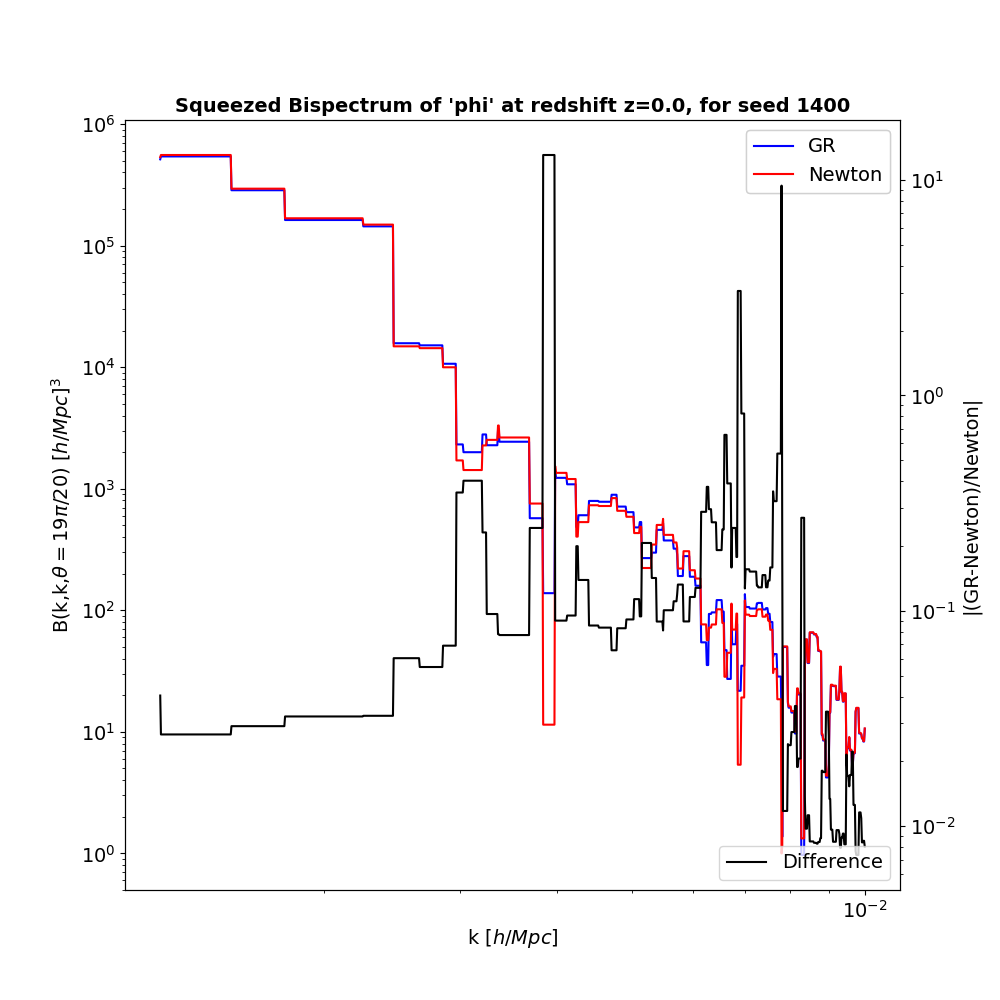 Squeezed Bispectrum of 'phi' at redshift z=0.0, for seed 1400
GR
Newton
10^6
10^5
10^4
10^3
10^2
10^1
10^0
B(k,k,θ = 19π/20) [h/Mpc]^3
10^1
10^0
10^-1
10^-2
|(GR-Newton)/Newton|
Difference
10^-2
k [h/Mpc]